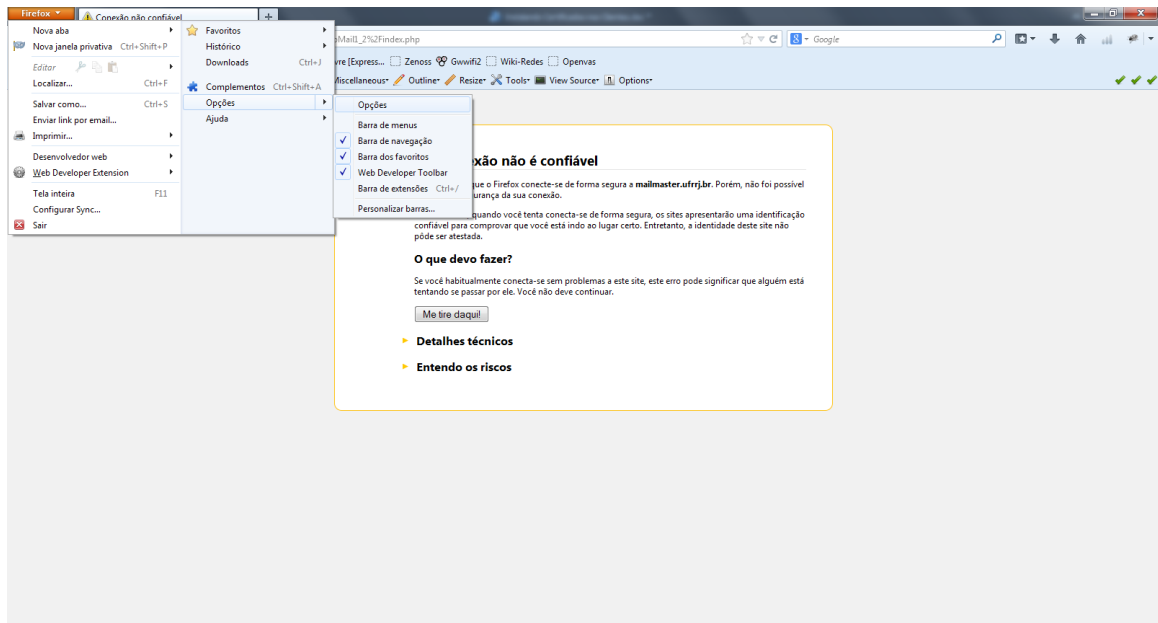 Firefox
Conexão não confiável
Nova aba
Nova janela privativa Ctrl+Shift+P
Editor
Localizar... Ctrl+F
Salvar como... Ctrl+S
Enviar link por email...
Imprimir...
Desenvolvedor web
Web Developer Extension
Tela inteira F11
Configurar Sync...
Sair
Favoritos
Histórico
Downloads Ctrl+J
Complementos Ctrl+Shift+A
Opções
Ajuda
Opções
Barra de menus
Barra de navegação
Barra dos favoritos
Web Developer Toolbar
Barra de extensões Ctrl+/
Personalizar barras...
Mail1_2%2Findex.php
8 Google
vre [Express... Zenoss Gwwifi2 Wiki-Redes Openvas
Miscellaneous Outline Resize Tools View Source Options
xão não é confiável
ue o Firefox conecte-se de forma segura a mailmaster.ufrrj.br. Porém, não foi possível
urança da sua conexão.
quando você tenta conecta-se de forma segura, os sites apresentarão uma identificação
confiável para comprovar que você está indo ao lugar certo. Entretanto, a identidade deste site não
pôde ser atestada.
O que devo fazer?
Se você habitualmente conecta-se sem problemas a este site, este erro pode significar que alguém está
tentando se passar por ele. Você não deve continuar.
Me tire daqui!
Detalhes técnicos
Entendo os riscos